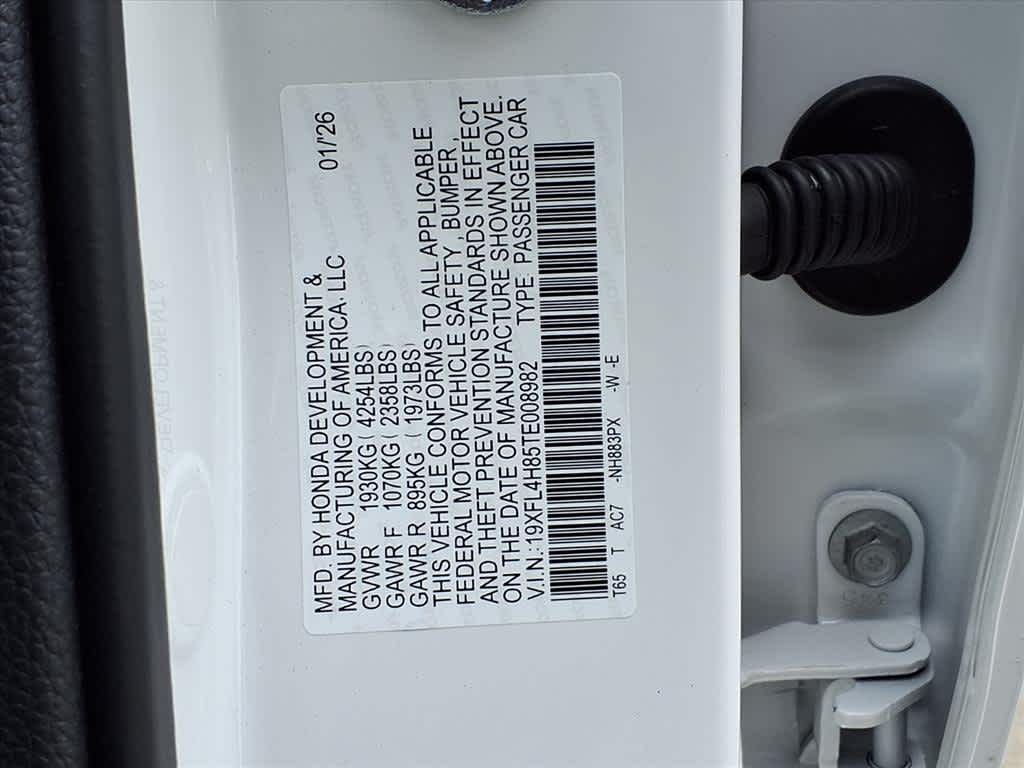 MFD. BY HONDA DEVELOPMENT &
MANUFACTURING OF AMERICA. LLC 01/26
GVWR 1930KG ( 4254LBS)
GAWR F 1070KG ( 2358LBS)
GAWR R 895KG ( 1973LBS)
THIS VEHICLE CONFORMS TO ALL APPLICABLE
FEDERAL MOTOR VEHICLE SAFETY, BUMPER,
AND THEFT PREVENTION STANDARDS IN EFFECT
ON THE DATE OF MANUFACTURE SHOWN ABOVE.
V.I.N.:19XFL4H85TE008982 TYPE: PASSENGER CAR
T65 T AC7 -NH883PX -W -E